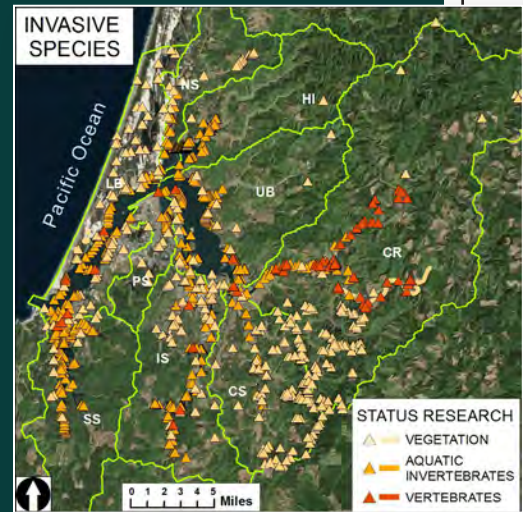 INVASIVE
SPECIES
Pacific Ocean
NS
HI
LB
UB
CR
PS
IS
CS
SS
STATUS RESEARCH
VEGETATION
AQUATIC
INVERTEBRATES
VERTEBRATES
0 1 2 3 4 5
Miles